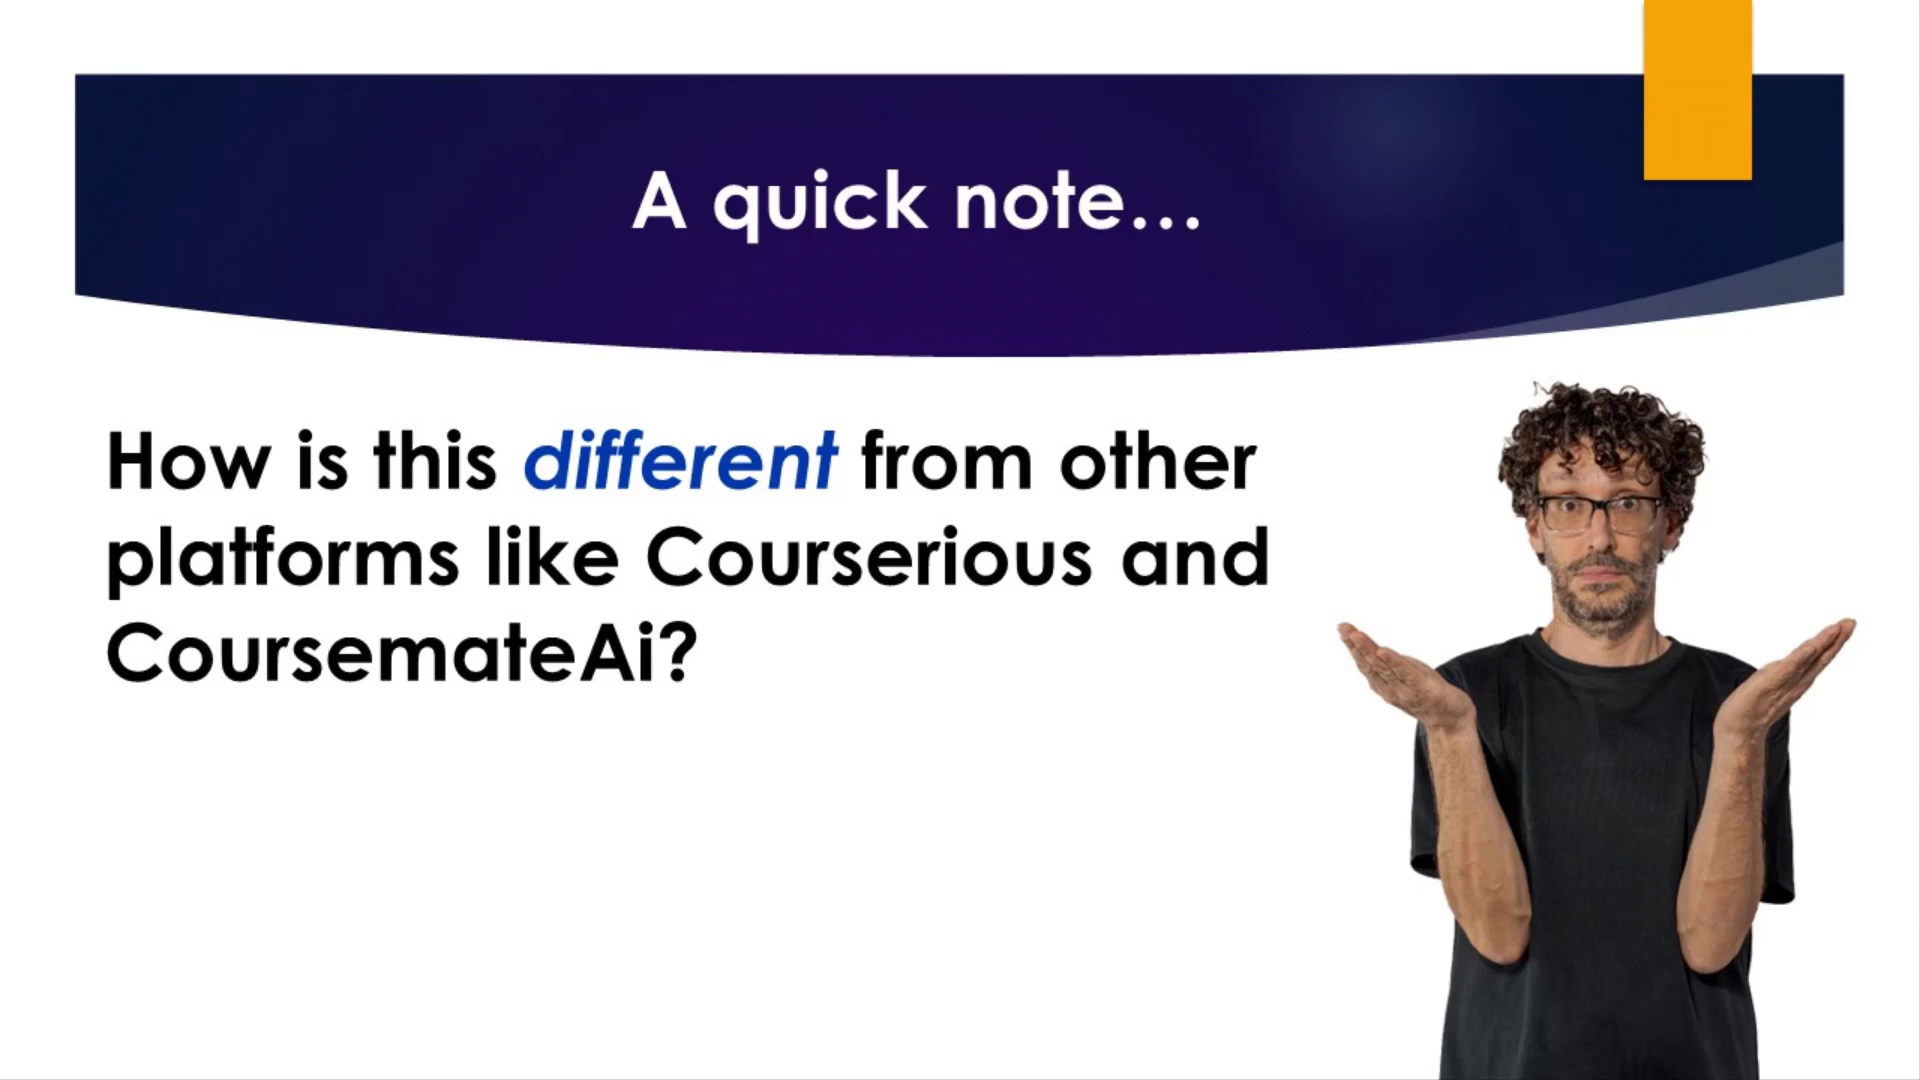 A quick note…
How is this different from other
platforms like Courserious and
CoursemateAi?